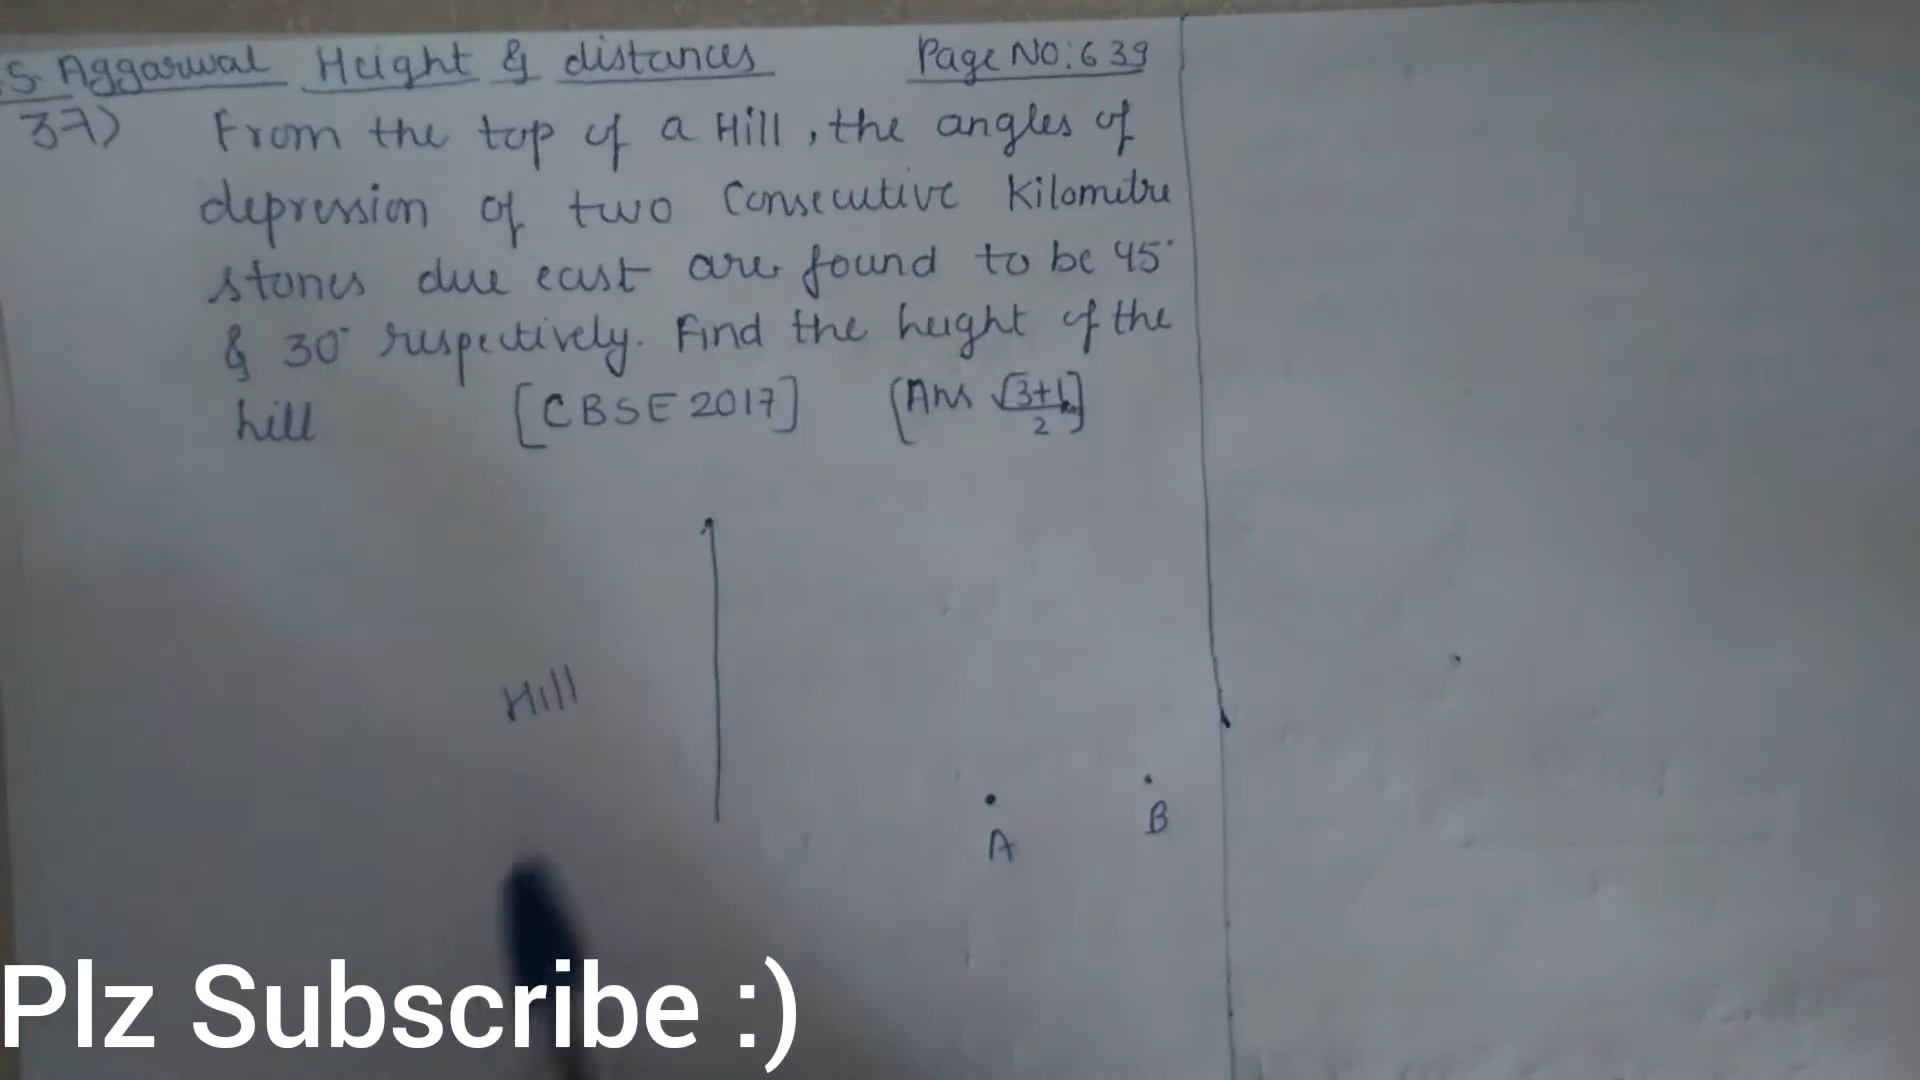 S. Aggarwal Height & distances Page NO:639
37) From the top of a Hill, the angles of
depression of two Consecutive Kilometre
stones due east are found to be 45°
& 30° respectively. Find the height of the
hill [CBSE 2017] [Ans √3+1/2 km]
Hill
A
B
Plz Subscribe :)